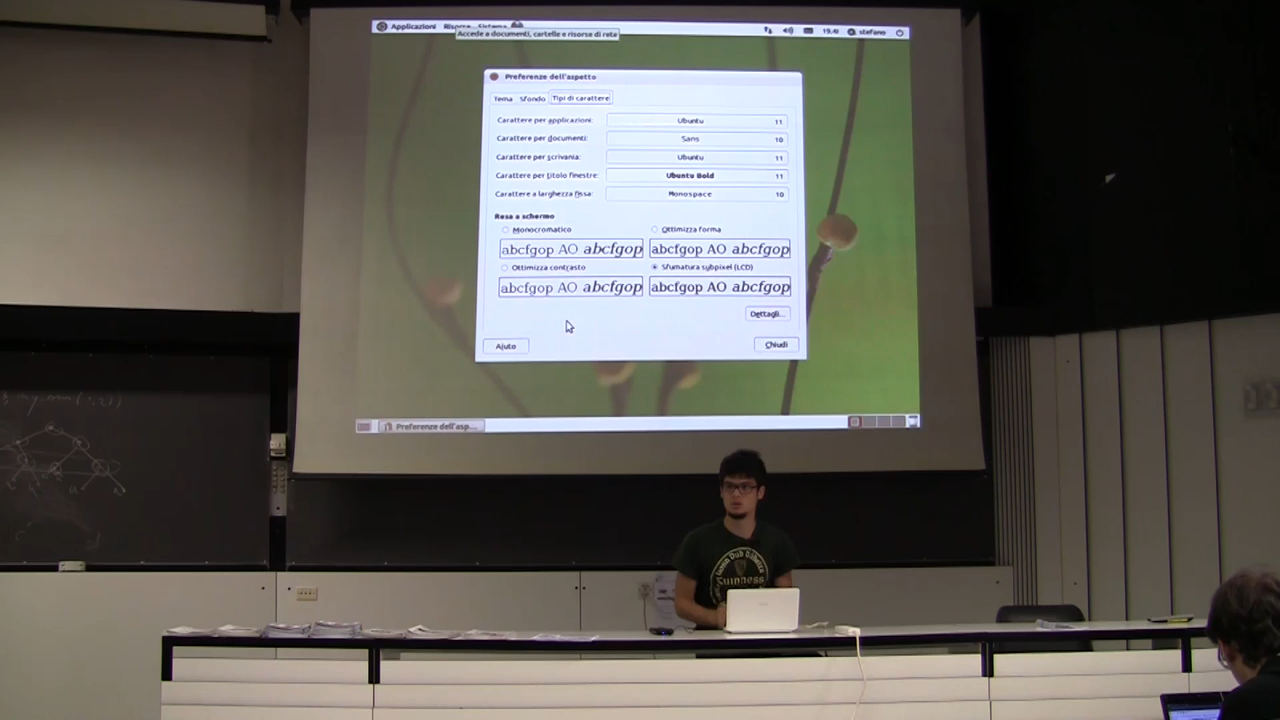 Applicazioni Risorse Sistema
19.41 stefano
Accede a documenti, cartelle e risorse di rete
Preferenze dell'aspetto
Tema Sfondo Tipi di carattere
Carattere per applicazioni: Ubuntu 11
Carattere per documenti: Sans 10
Carattere per scrivania: Ubuntu 11
Carattere per titolo finestre: Ubuntu Bold 11
Carattere a larghezza fissa: Monospace 10
Resa a schermo
Monocromatico Ottimizza forma
abcfgop AO abcfgop abcfgop AO abcfgop
Ottimizza contrasto Sfumatura subpixel (LCD)
abcfgop AO abcfgop abcfgop AO abcfgop
Dettagli...
Aiuto Chiudi
Preferenze dell'asp...
GUINNESS